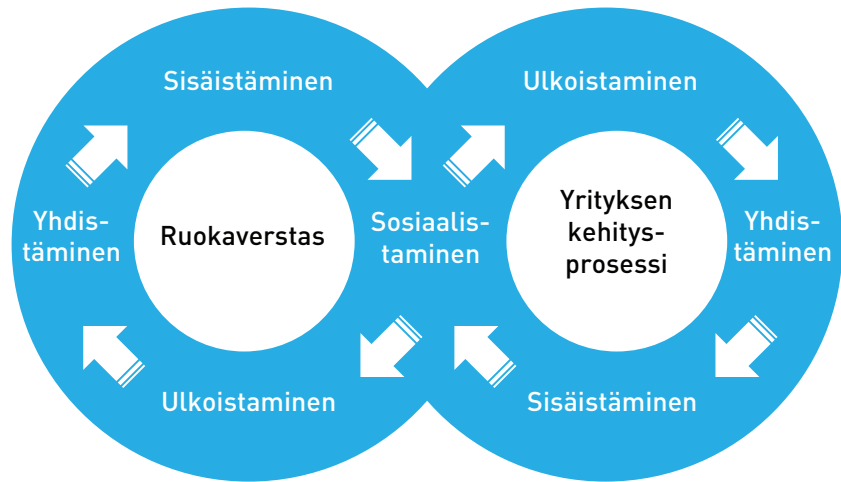 Sisäistäminen
Ulkoistaminen
Yhdis-
täminen
Ruokaverstas
Sosiaalis-
taminen
Yrityksen
kehitys-
prosessi
Yhdis-
täminen
Ulkoistaminen
Sisäistäminen